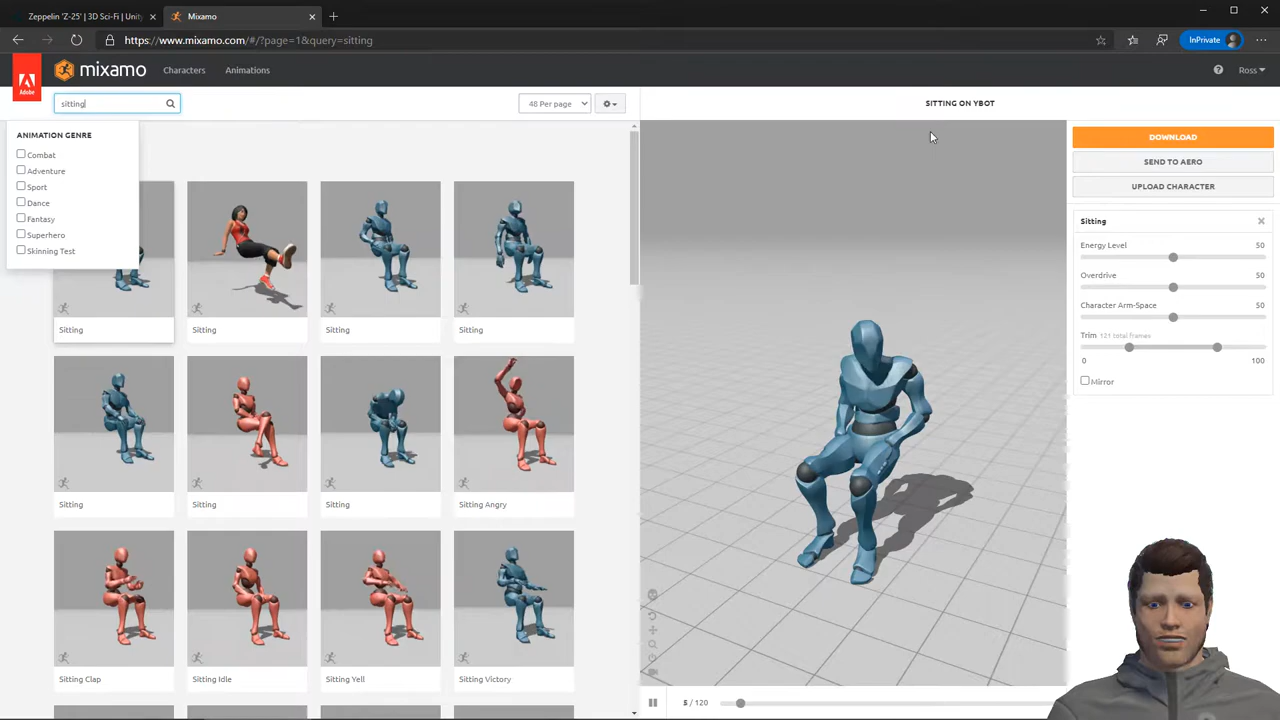 Zeppelin 'Z-25' | 3D Sci-Fi | Unity
Mixamo
https://www.mixamo.com/#/?page=1&query=sitting
InPrivate
Adobe
mixamo
Characters
Animations
Ross
sitting
48 Per page
SITTING ON YBOT
ANIMATION GENRE
Combat
Adventure
Sport
Dance
Fantasy
Superhero
Skinning Test
DOWNLOAD
SEND TO AERO
UPLOAD CHARACTER
Sitting
Energy Level 50
Overdrive 50
Character Arm-Space 50
Trim 121 total frames
0 100
Mirror
Sitting Sitting Sitting Sitting
Sitting Sitting Sitting Sitting Angry
Sitting Clap Sitting Idle Sitting Yell Sitting Victory
5 / 120